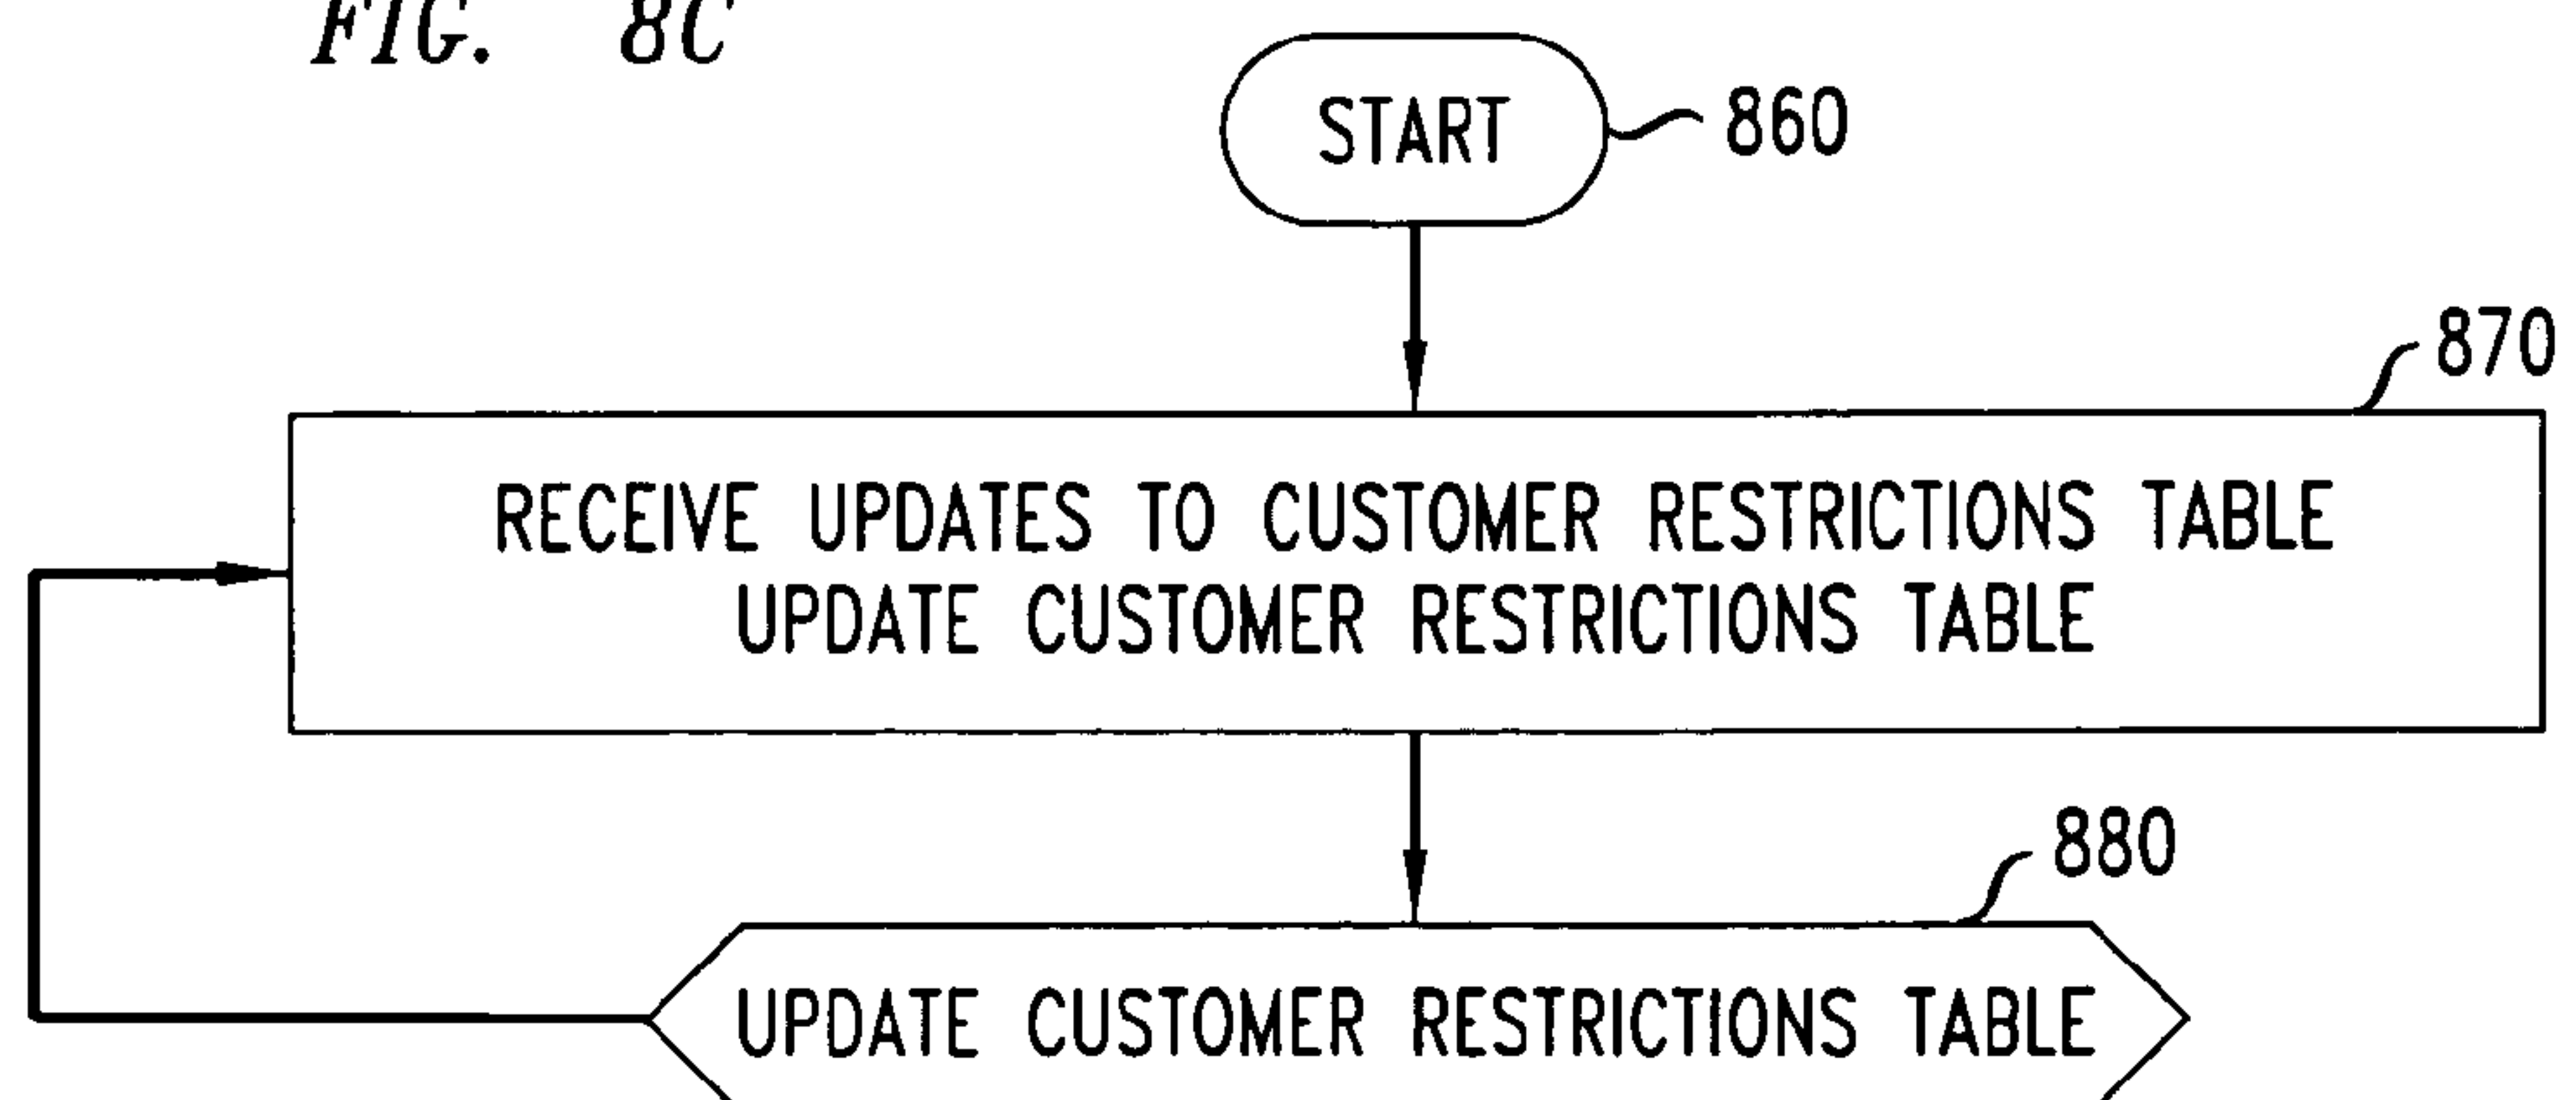 FIG. 8C
START
860
870
RECEIVE UPDATES TO CUSTOMER RESTRICTIONS TABLE
UPDATE CUSTOMER RESTRICTIONS TABLE
880
UPDATE CUSTOMER RESTRICTIONS TABLE